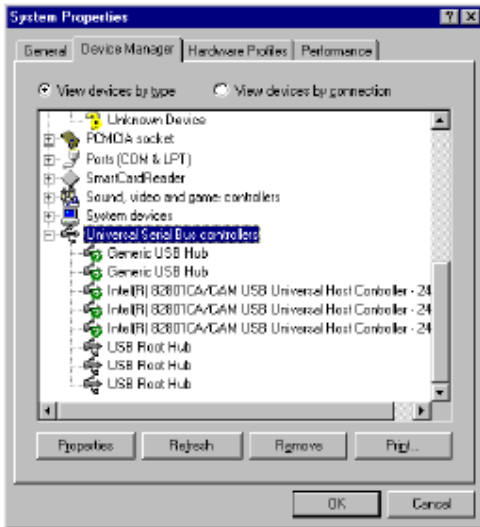 System Properties
General Device Manager Hardware Profiles Performance
View devices by type View devices by connection
Unknown Device
PCMCIA socket
Ports (COM & LPT)
SmartCardReader
Sound, video and game controllers
System devices
Universal Serial Bus controllers
Generic USB Hub
Generic USB Hub
Intel(R) 82801CA/CAM USB Universal Host Controller - 24
Intel(R) 82801CA/CAM USB Universal Host Controller - 24
Intel(R) 82801CA/CAM USB Universal Host Controller - 24
USB Root Hub
USB Root Hub
USB Root Hub
Properties Refresh Remove Print...
OK Cancel